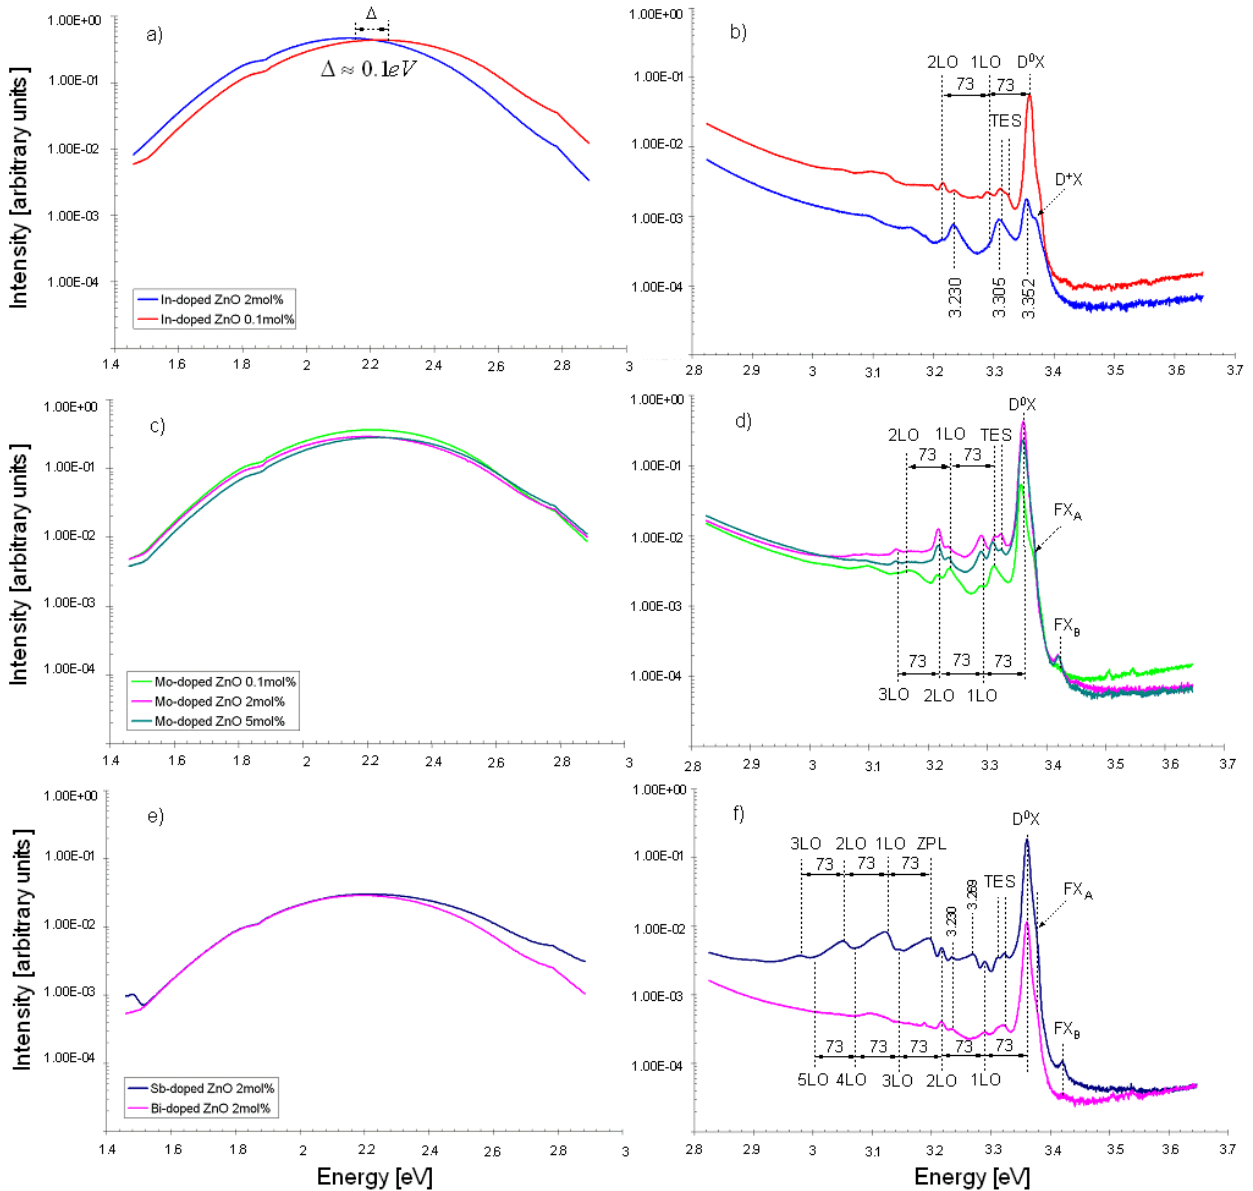 a)
Δ
Δ ≈ 0.1eV
1.00E+00
1.00E-01
1.00E-02
1.00E-03
1.00E-04
Intensity [arbitrary units]
In-doped ZnO 2mol%
In-doped ZnO 0.1mol%
1.4 1.6 1.8 2 2.2 2.4 2.6 2.8 3
b)
2LO 1LO D⁰X
73 73
TES
D⁺X
3.230 3.305 3.352
1.00E+00
1.00E-01
1.00E-02
1.00E-03
1.00E-04
Intensity [arbitrary units]
2.8 2.9 3 3.1 3.2 3.3 3.4 3.5 3.6 3.7
c)
1.00E+00
1.00E-01
1.00E-02
1.00E-03
1.00E-04
Intensity [arbitrary units]
Mo-doped ZnO 0.1mol%
Mo-doped ZnO 2mol%
Mo-doped ZnO 5mol%
1.4 1.6 1.8 2 2.2 2.4 2.6 2.8 3
d)
D⁰X
2LO 1LO TES
73 73
FX_A
FX_B
73 73 73
3LO 2LO 1LO
1.00E+00
1.00E-01
1.00E-02
1.00E-03
1.00E-04
Intensity [arbitrary units]
2.8 2.9 3 3.1 3.2 3.3 3.4 3.5 3.6 3.7
e)
1.00E+00
1.00E-01
1.00E-02
1.00E-03
1.00E-04
Intensity [arbitrary units]
Sb-doped ZnO 2mol%
Bi-doped ZnO 2mol%
1.4 1.6 1.8 2 2.2 2.4 2.6 2.8 3
Energy [eV]
f)
D⁰X
3LO 2LO 1LO ZPL
73 73 73
3.230 3.269
TES
FX_A
FX_B
73 73 73 73 73
5LO 4LO 3LO 2LO 1LO
1.00E+00
1.00E-01
1.00E-02
1.00E-03
1.00E-04
Intensity [arbitrary units]
2.8 2.9 3 3.1 3.2 3.3 3.4 3.5 3.6 3.7
Energy [eV]